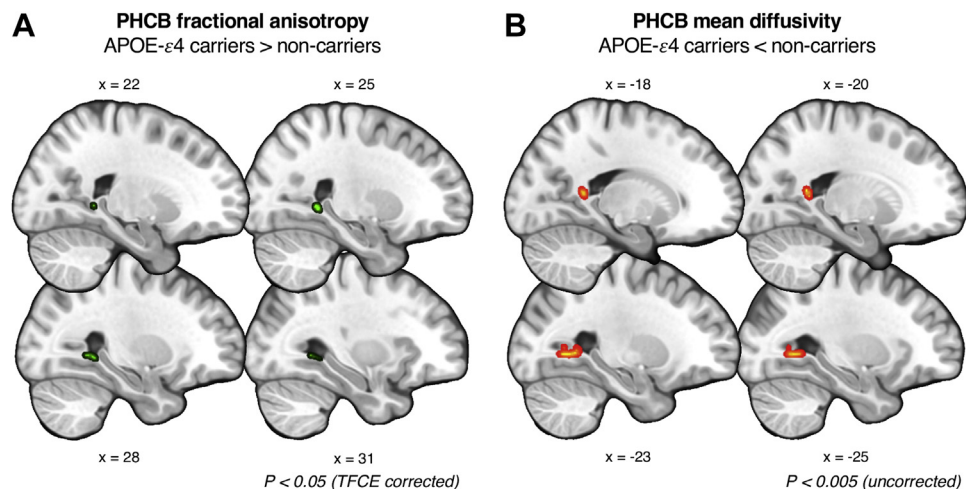 A
PHCB fractional anisotropy
APOE-ε4 carriers > non-carriers
x = 22
x = 25
x = 28
x = 31
P < 0.05 (TFCE corrected)
B
PHCB mean diffusivity
APOE-ε4 carriers < non-carriers
x = -18
x = -20
x = -23
x = -25
P < 0.005 (uncorrected)